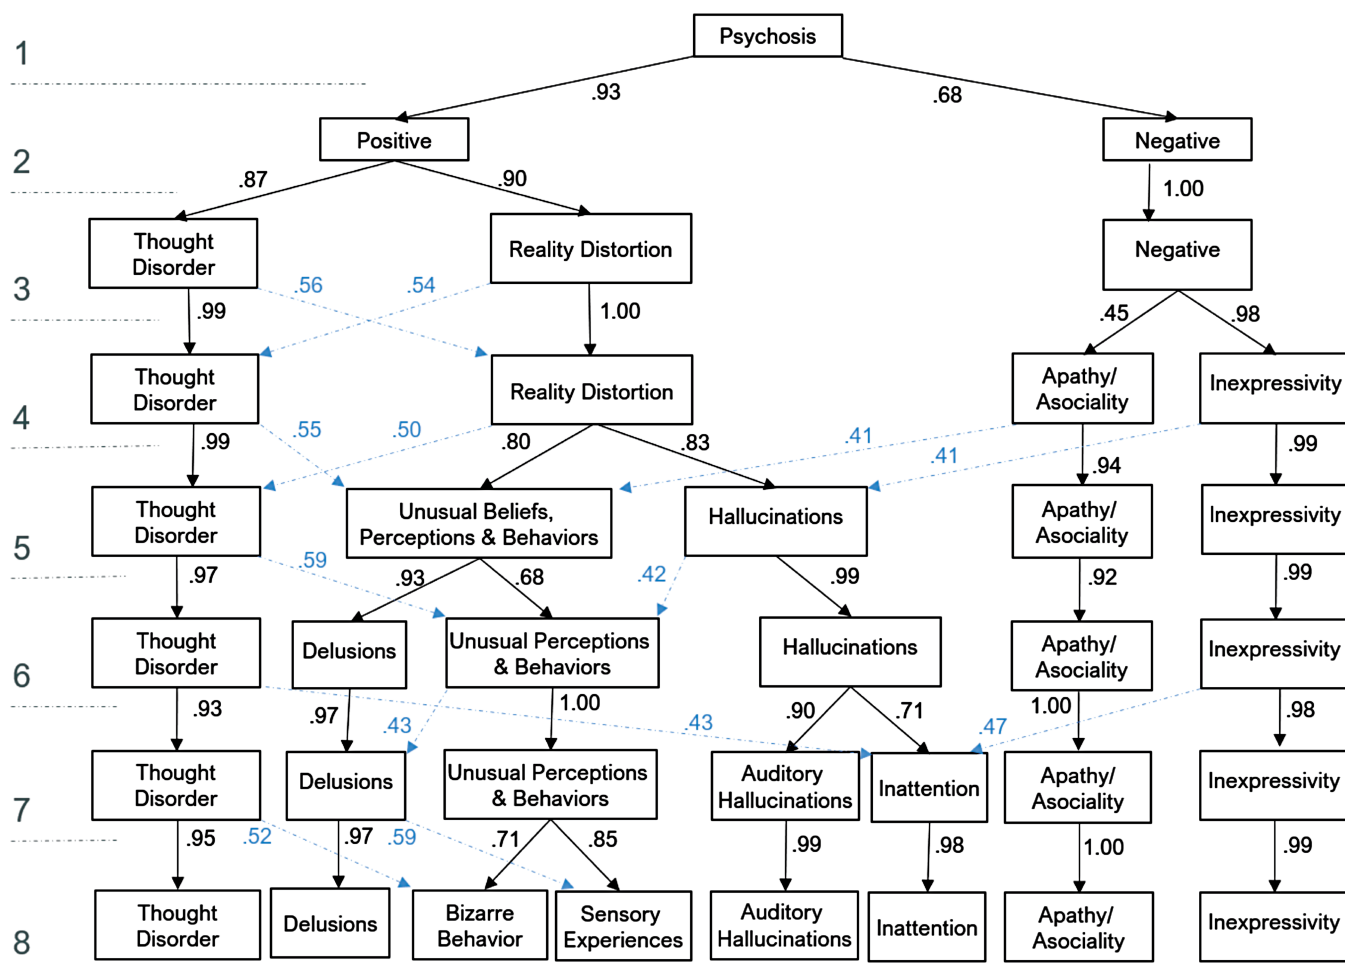 Psychosis
1
.93
.68
Positive
Negative
2
.87
.90
1.00
Thought
Disorder
Reality Distortion
Negative
3
.56
.54
.99
1.00
.45
.98
Thought
Disorder
Reality Distortion
Apathy/
Asociality
Inexpressivity
4
.99
.55
.50
.80
.83
.41
.41
.94
.99
Thought
Disorder
Unusual Beliefs,
Perceptions & Behaviors
Hallucinations
Apathy/
Asociality
Inexpressivity
5
.97
.59
.93
.68
.42
.99
.92
.99
Thought
Disorder
Delusions
Unusual Perceptions
& Behaviors
Hallucinations
Apathy/
Asociality
Inexpressivity
6
.93
.97
.43
1.00
.43
.90
.71
.47
1.00
.98
Thought
Disorder
Delusions
Unusual Perceptions
& Behaviors
Auditory
Hallucinations
Inattention
Apathy/
Asociality
Inexpressivity
7
.95
.52
.97
.59
.71
.85
.99
.98
1.00
.99
Thought
Disorder
Delusions
Bizarre
Behavior
Sensory
Experiences
Auditory
Hallucinations
Inattention
Apathy/
Asociality
Inexpressivity
8